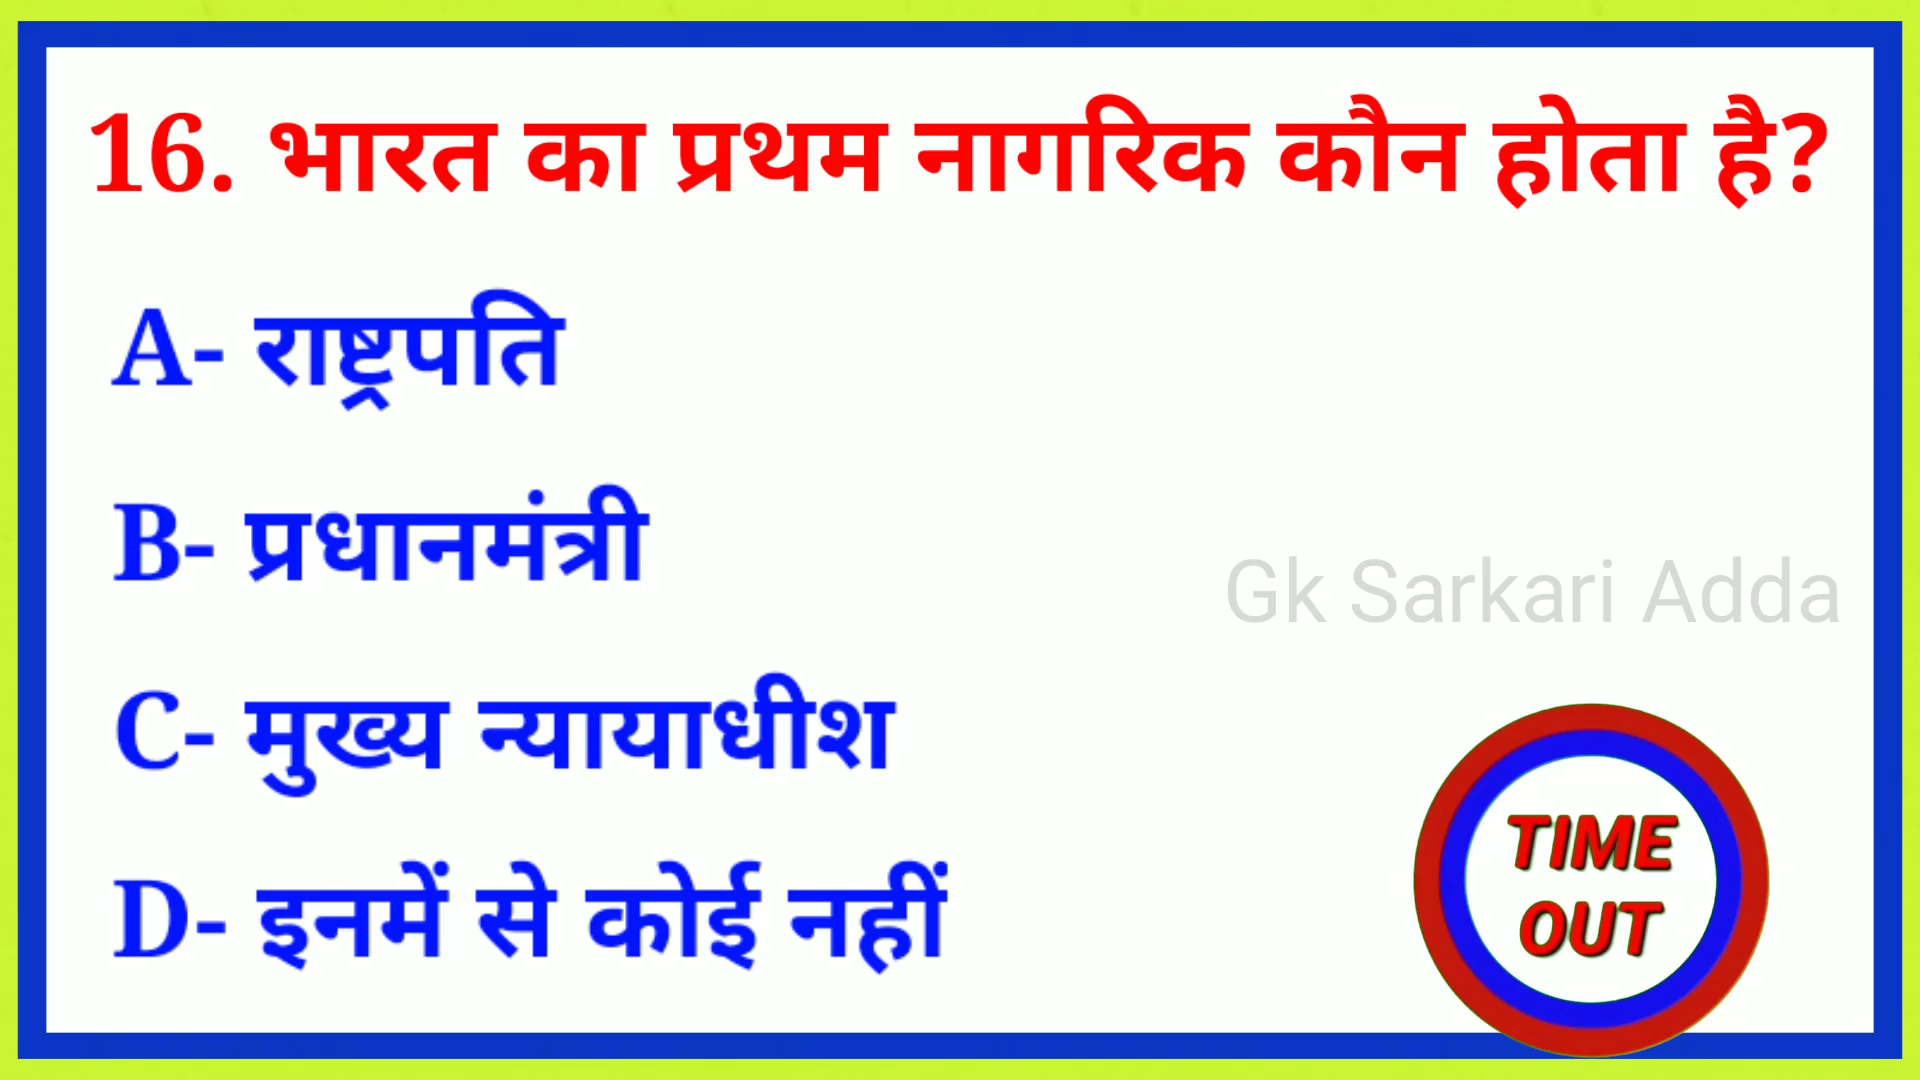 16. भारत का प्रथम नागरिक कौन होता है?
A- राष्ट्रपति
B- प्रधानमंत्री
Gk Sarkari Adda
C- मुख्य न्यायाधीश
D- इनमें से कोई नहीं
TIME
OUT